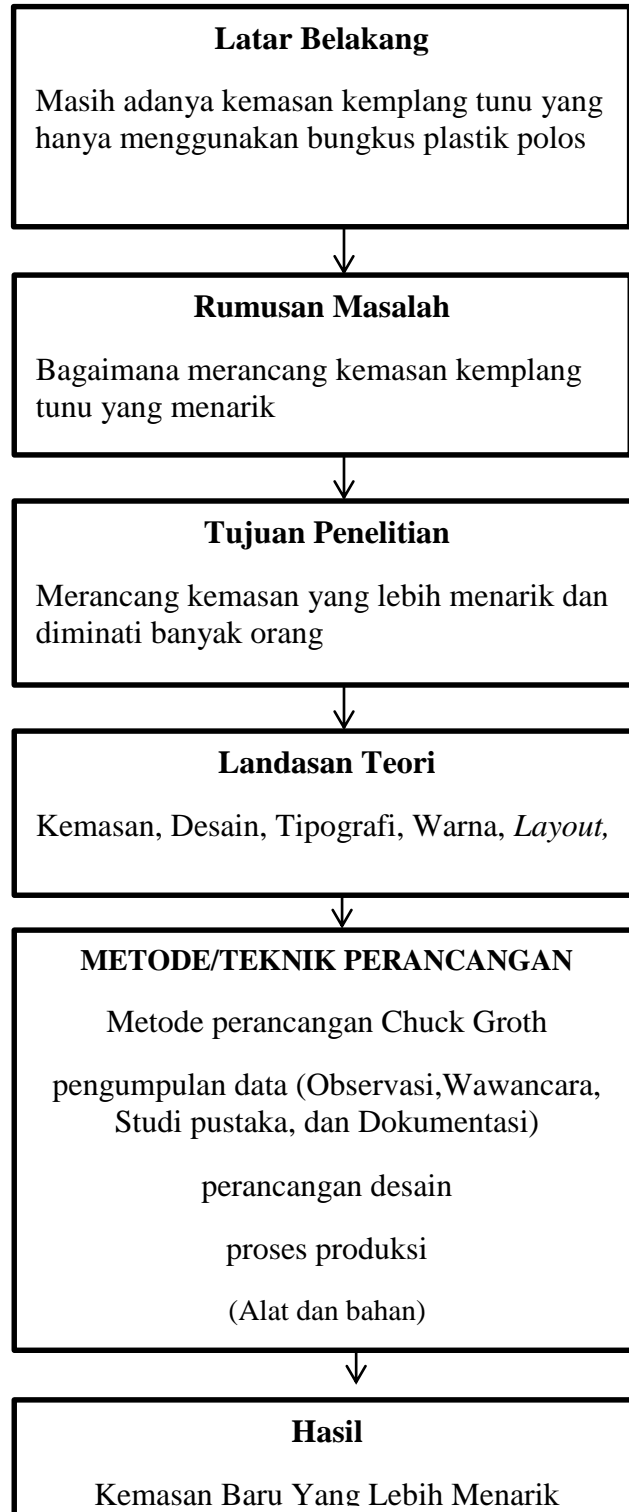 Latar Belakang
Masih adanya kemasan kemplang tunu yang
hanya menggunakan bungkus plastik polos
Rumusan Masalah
Bagaimana merancang kemasan kemplang
tunu yang menarik
Tujuan Penelitian
Merancang kemasan yang lebih menarik dan
diminati banyak orang
Landasan Teori
Kemasan, Desain, Tipografi, Warna, Layout,
METODE/TEKNIK PERANCANGAN
Metode perancangan Chuck Groth
pengumpulan data (Observasi,Wawancara,
Studi pustaka, dan Dokumentasi)
perancangan desain
proses produksi
(Alat dan bahan)
Hasil
Kemasan Baru Yang Lebih Menarik